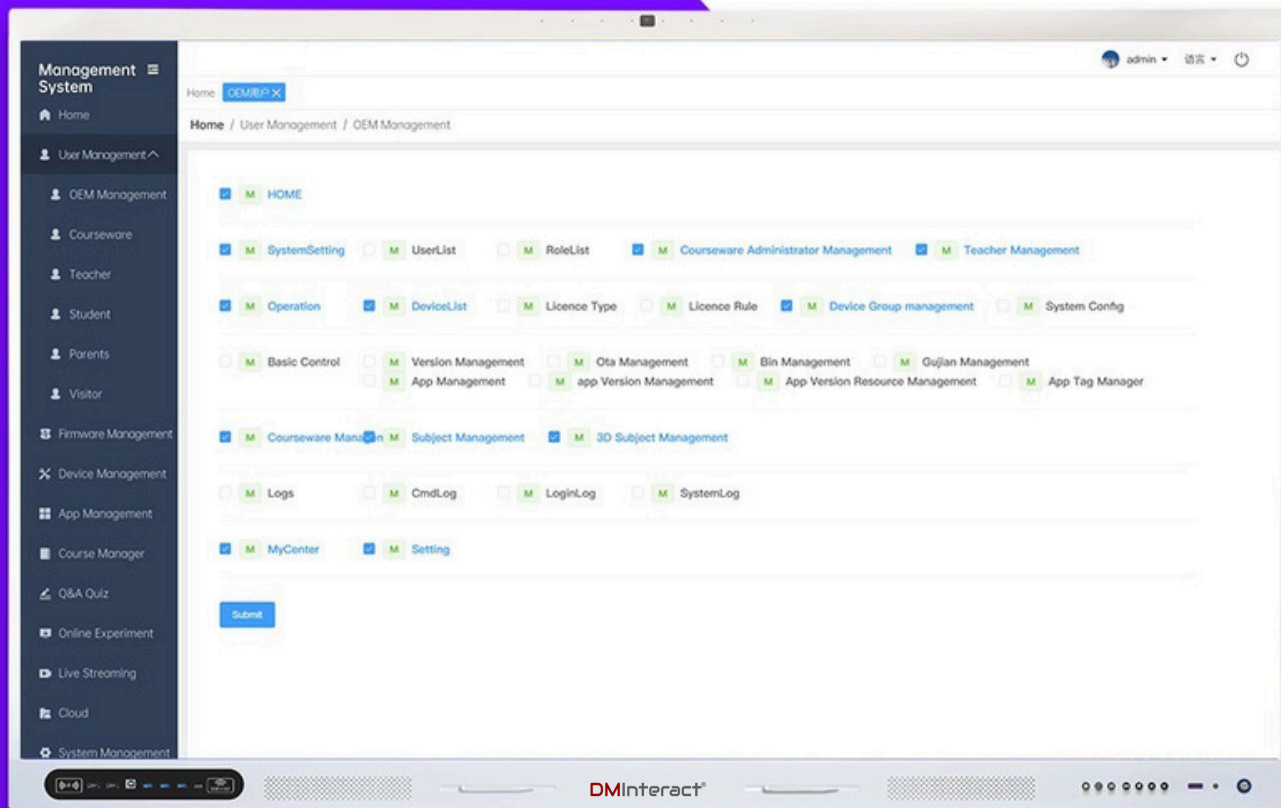 admin 语言
Management
System
Home OEM用户
Home / User Management / OEM Management
Home
User Management
OEM Management
Courseware
Teacher
Student
Parents
Visitor
Firmware Management
Device Management
App Management
Course Manager
Q&A Quiz
Online Experiment
Live Streaming
Cloud
System Management
M HOME
M SystemSetting M UserList M RoleList M Courseware Administrator Management M Teacher Management
M Operation M DeviceList M Licence Type M Licence Rule M Device Group management M System Config
M Basic Control M Version Management M Ota Management M Bin Management M Gujian Management
M App Management M app Version Management M App Version Resource Management M App Tag Manager
M Courseware M Subject Management M 3D Subject Management
M Logs M CmdLog M LoginLog M SystemLog
M MyCenter M Setting
Submit
DMInteract